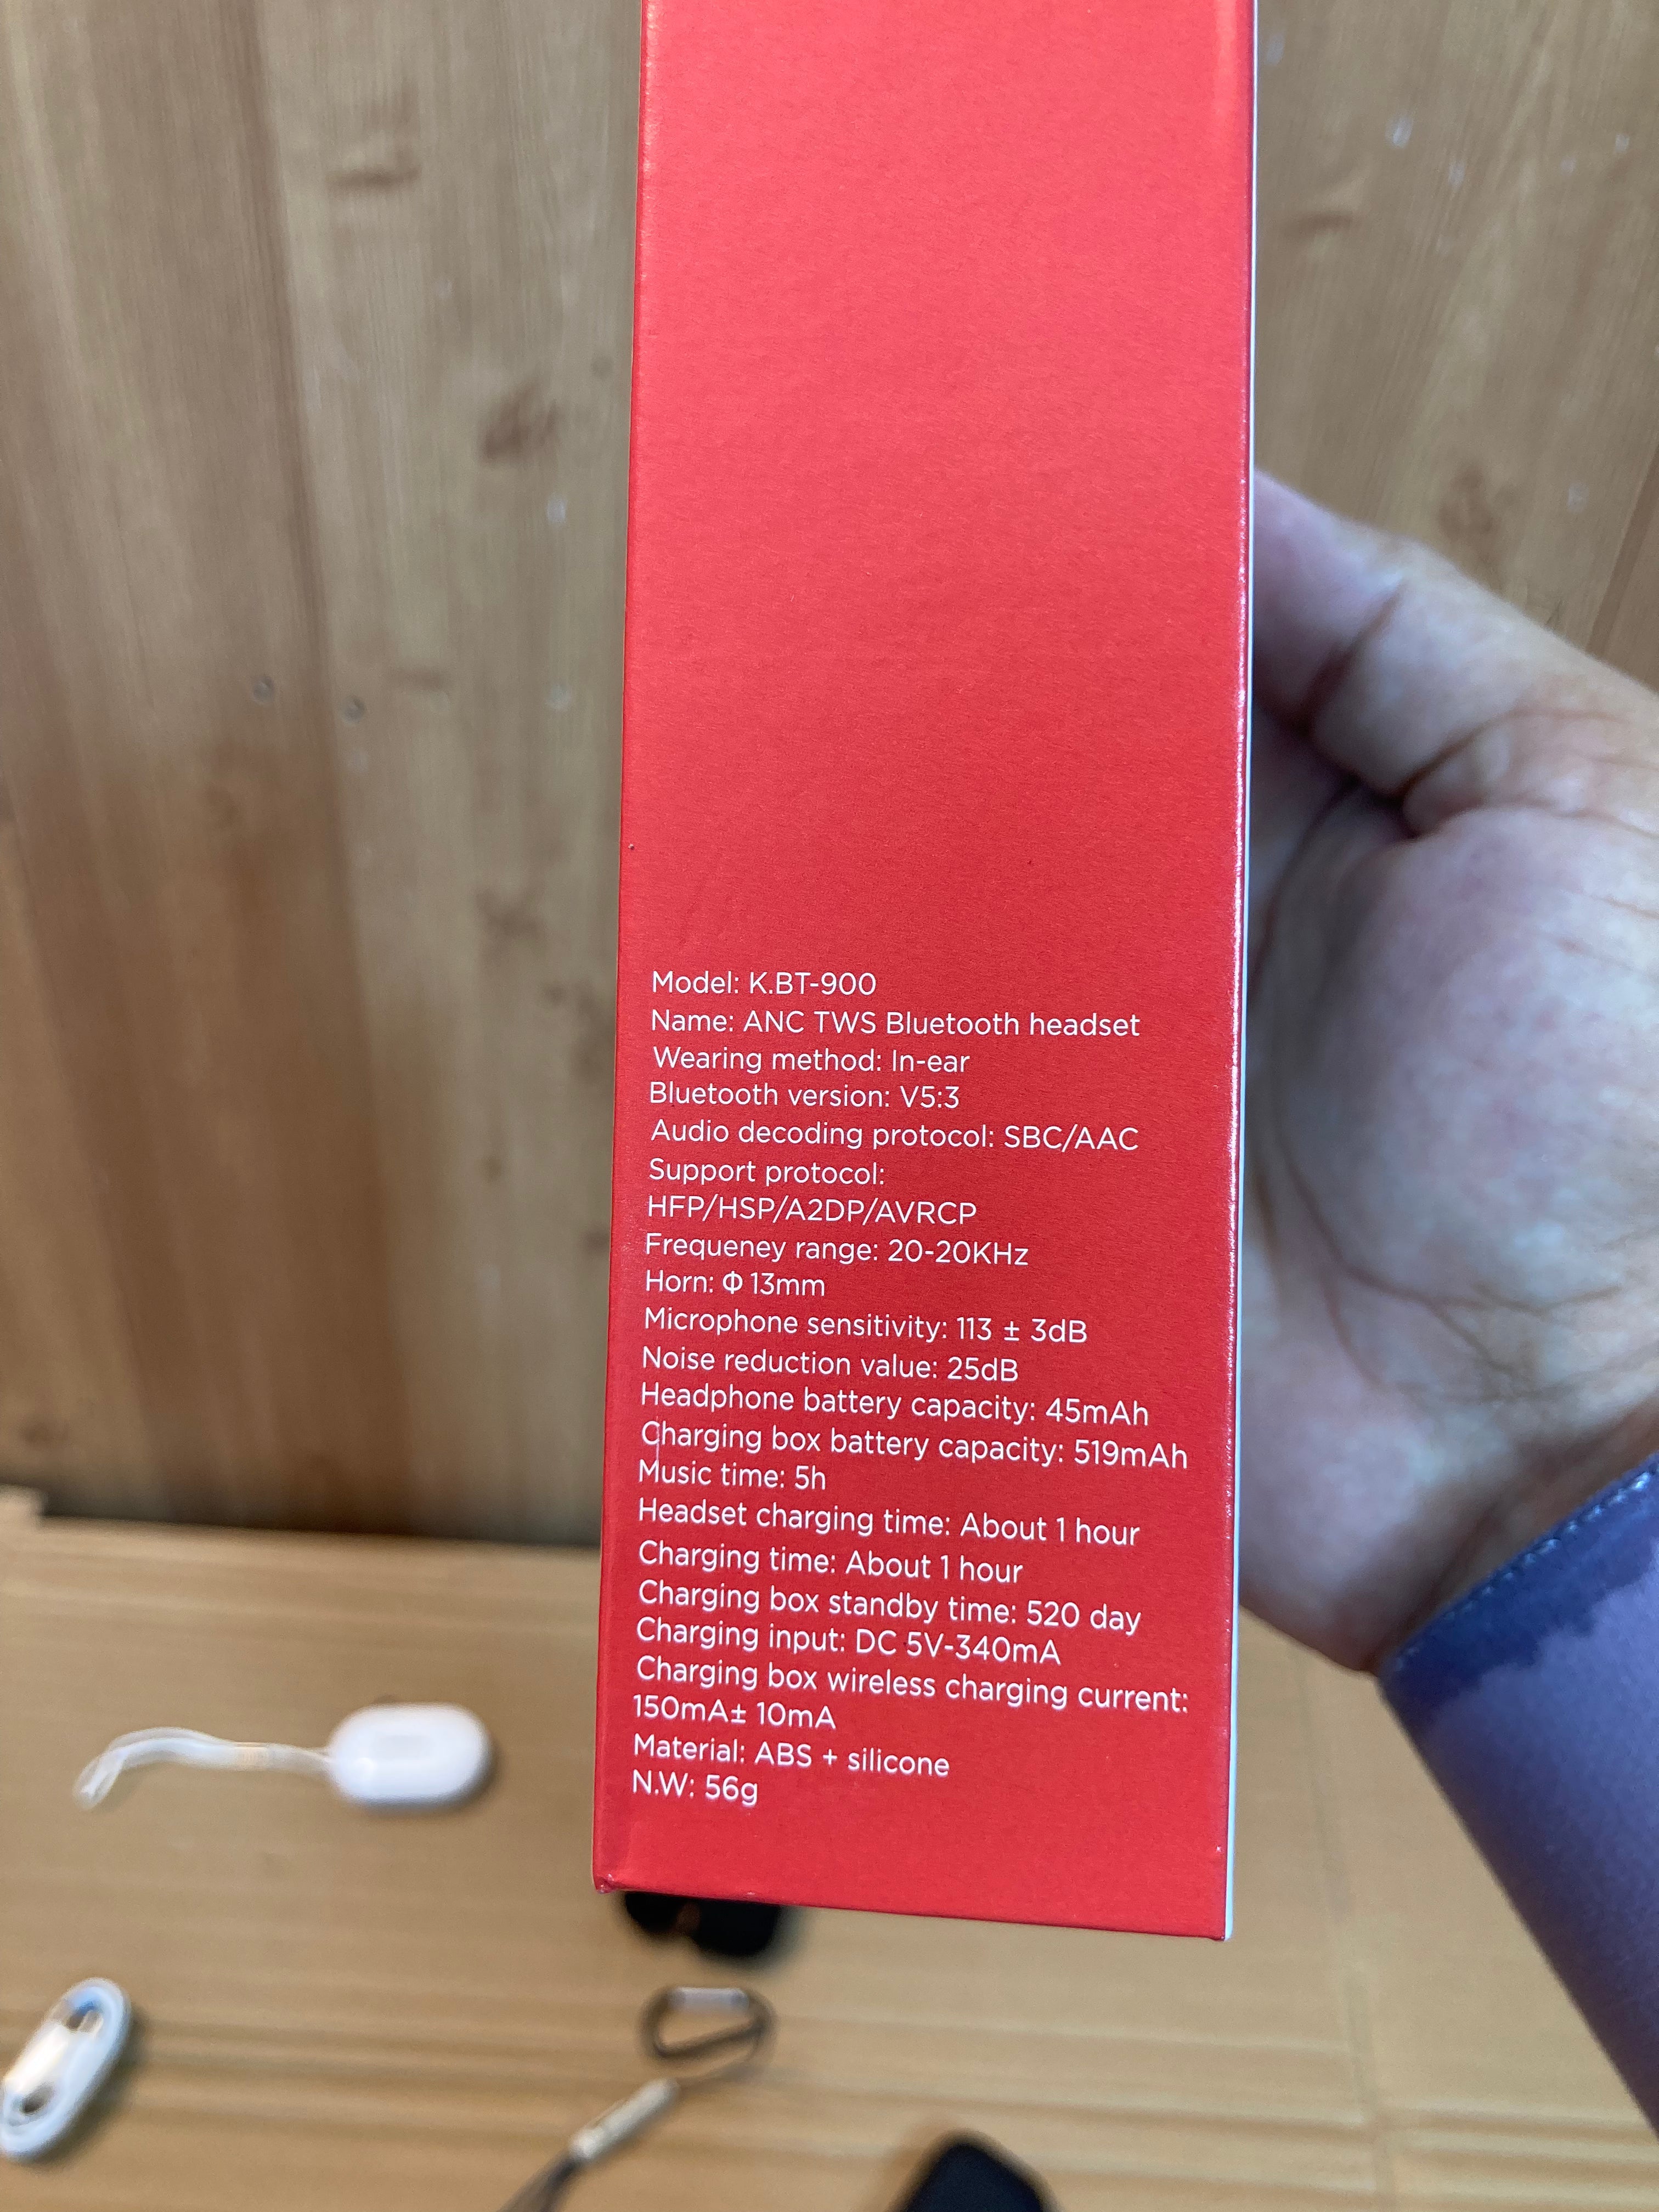 Model: K.BT-900
Name: ANC TWS Bluetooth headset
Wearing method: In-ear
Bluetooth version: V5:3
Audio decoding protocol: SBC/AAC
Support protocol:
HFP/HSP/A2DP/AVRCP
Frequeney range: 20-20KHz
Horn: Φ 13mm
Microphone sensitivity: 113 ± 3dB
Noise reduction value: 25dB
Headphone battery capacity: 45mAh
Charging box battery capacity: 519mAh
Music time: 5h
Headset charging time: About 1 hour
Charging time: About 1 hour
Charging box standby time: 520 day
Charging input: DC 5V-340mA
Charging box wireless charging current:
150mA± 10mA
Material: ABS + silicone
N.W: 56g